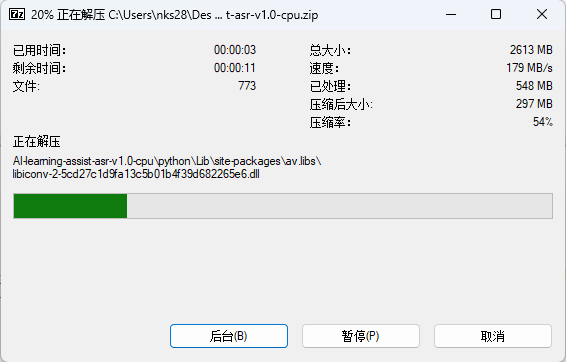 7z 20% 正在解压 C:\Users\nks28\Des ... t-asr-v1.0-cpu.zip
已用时间: 00:00:03 总大小: 2613 MB
剩余时间: 00:00:11 速度: 179 MB/s
文件: 773 已处理: 548 MB
压缩后大小: 297 MB
压缩率: 54%
正在解压
AI-learning-assist-asr-v1.0-cpu\python\Lib\site-packages\av.libs\
libiconv-2-5cd27c1d9fa13c5b01b4f39d682265e6.dll
后台(B) 暂停(P) 取消